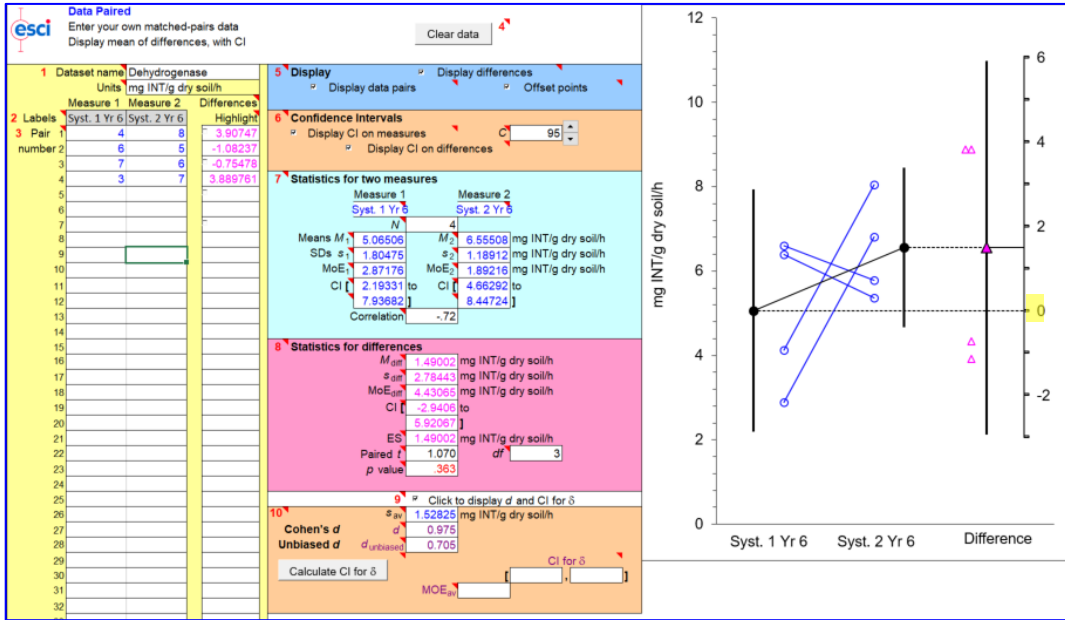 esci
Data Paired
Enter your own matched-pairs data
Display mean of differences, with CI
Clear data
4
1 Dataset name Dehydrogenase
Units mg INT/g dry soil/h
Measure 1 Measure 2 Differences
2 Labels Syst. 1 Yr 6 Syst. 2 Yr 6 Highlight
3 Pair 1 4 8 3.90747
number 2 6 5 -1.08237
3 7 6 -0.75478
4 3 7 3.889761
5
6
7
8
9
10
11
12
13
14
15
16
17
18
19
20
21
22
23
24
25
26
27
28
29
30
31
32
5 Display Display differences
Display data pairs Offset points
6 Confidence Intervals
Display CI on measures C 95
Display CI on differences
7 Statistics for two measures
Measure 1 Measure 2
Syst. 1 Yr 6 Syst. 2 Yr 6
N 4
Means M1 5.06506 M2 6.55508 mg INT/g dry soil/h
SDs s1 1.80475 s2 1.18912 mg INT/g dry soil/h
MoE1 2.87176 MoE2 1.89216 mg INT/g dry soil/h
CI [ 2.19331 to CI [ 4.66292 to
7.93682 ] 8.44724 ]
Correlation -.72
8 Statistics for differences
Mdiff 1.49002 mg INT/g dry soil/h
sdiff 2.78443 mg INT/g dry soil/h
MoEdiff 4.43065 mg INT/g dry soil/h
CI [ -2.9406 to
5.92067 ]
ES 1.49002 mg INT/g dry soil/h
Paired t 1.070 df 3
p value .363
9 Click to display d and CI for δ
10 sav 1.52825 mg INT/g dry soil/h
Cohen's d d 0.975
Unbiased d dunbiased 0.705
Calculate CI for δ
CI for δ
[ , ]
MOEav
mg INT/g dry soil/h
12
10
8
6
4
2
0
6
4
2
0
-2
Syst. 1 Yr 6 Syst. 2 Yr 6 Difference